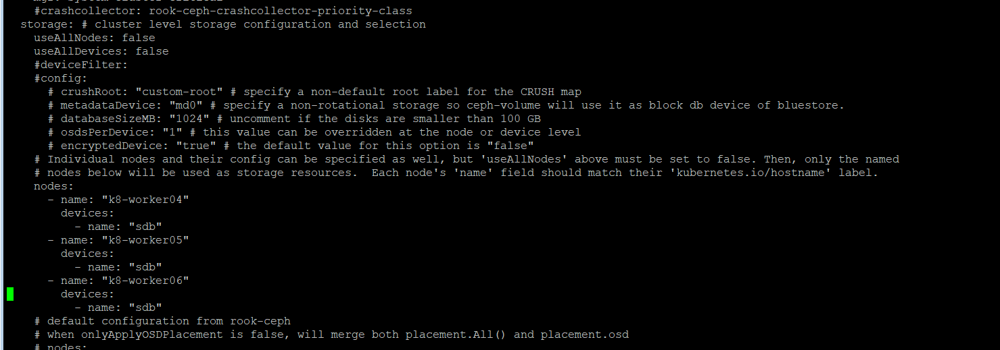 #crashcollector: rook-ceph-crashcollector-priority-class
storage: # cluster level storage configuration and selection
useAllNodes: false
useAllDevices: false
#deviceFilter:
#config:
# crushRoot: "custom-root" # specify a non-default root label for the CRUSH map
# metadataDevice: "md0" # specify a non-rotational storage so ceph-volume will use it as block db device of bluestore.
# databaseSizeMB: "1024" # uncomment if the disks are smaller than 100 GB
# osdsPerDevice: "1" # this value can be overridden at the node or device level
# encryptedDevice: "true" # the default value for this option is "false"
# Individual nodes and their config can be specified as well, but 'useAllNodes' above must be set to false. Then, only the named
# nodes below will be used as storage resources.  Each node's 'name' field should match their 'kubernetes.io/hostname' label.
nodes:
- name: "k8-worker04"
devices:
- name: "sdb"
- name: "k8-worker05"
devices:
- name: "sdb"
- name: "k8-worker06"
devices:
- name: "sdb"
# default configuration from rook-ceph
# when onlyApplyOSDPlacement is false, will merge both placement.All() and placement.osd
# nodes: